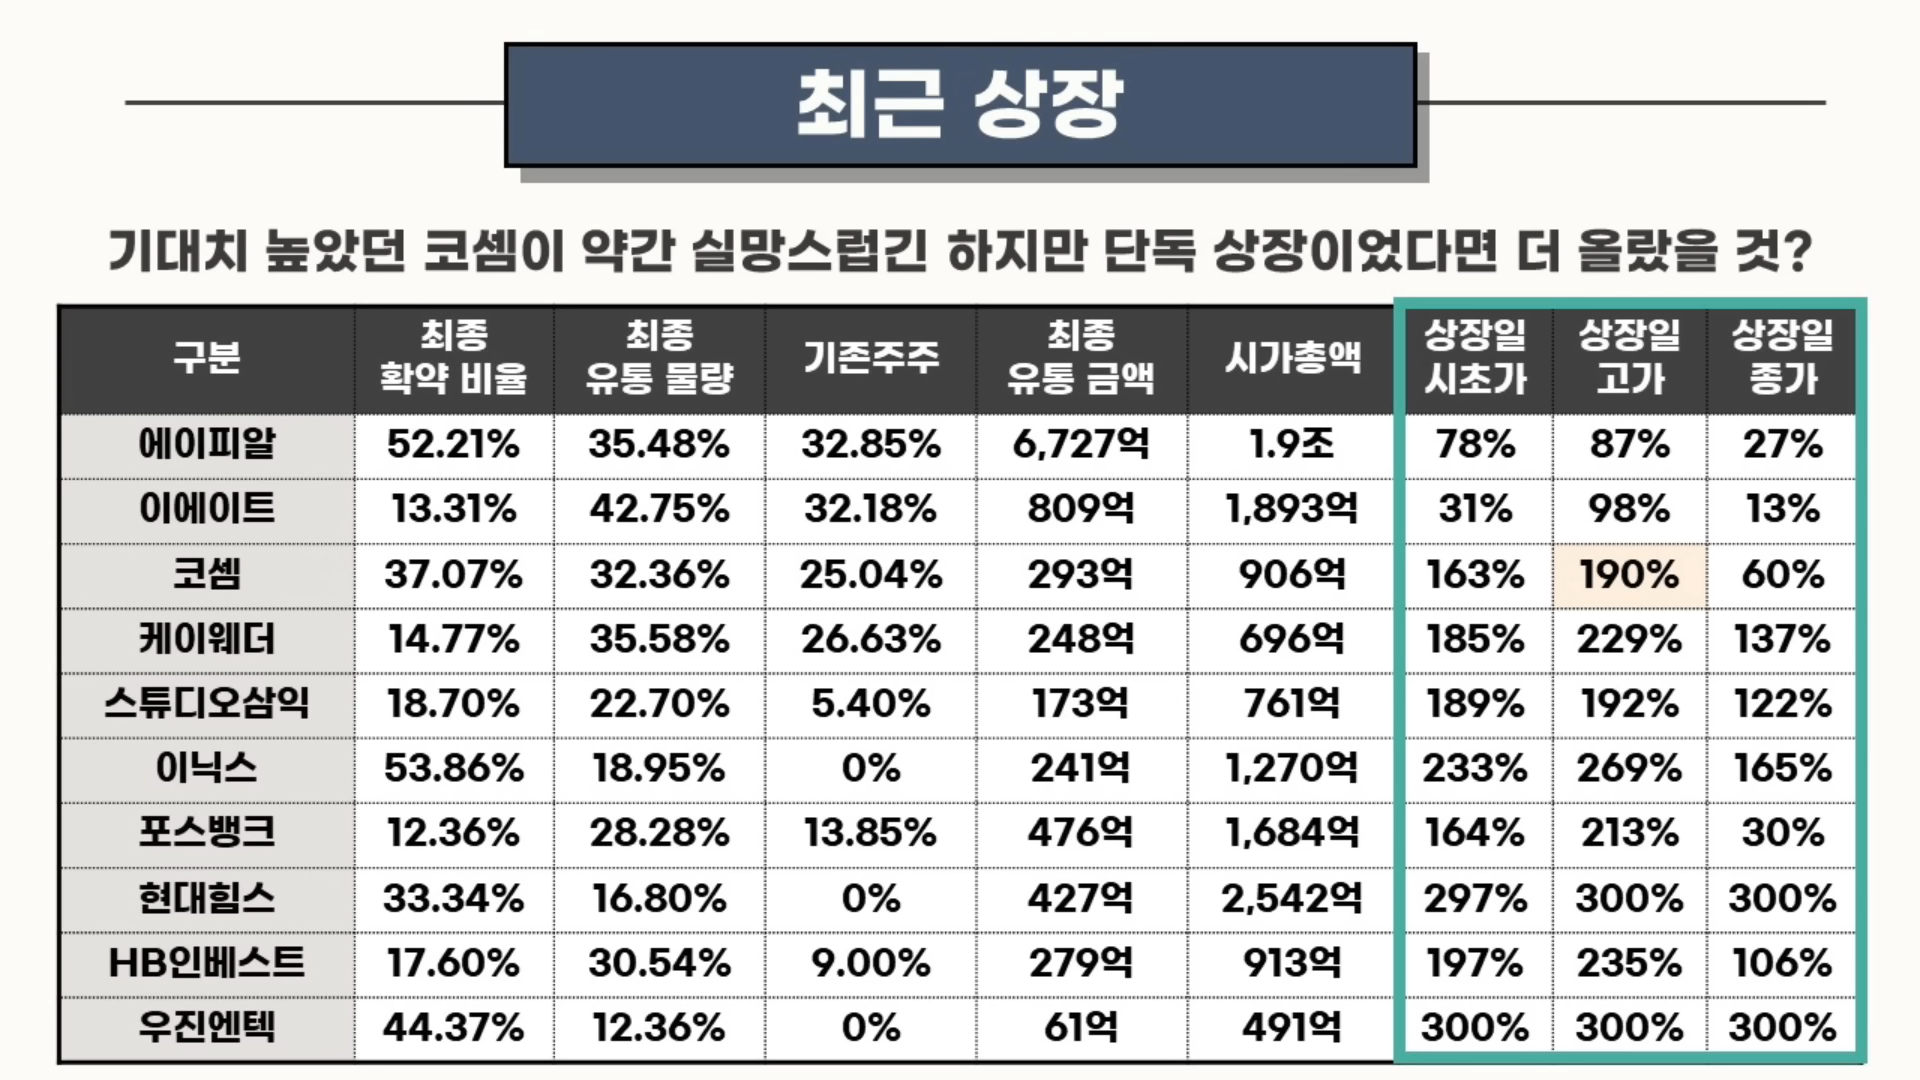 최근 상장
기대치 높았던 코셈이 약간 실망스럽긴 하지만 단독 상장이었다면 더 올랐을 것?
구분 최종 확약 비율 최종 유통 물량 기존주주 최종 유통 금액 시가총액 상장일 시초가 상장일 고가 상장일 종가
에이피알 52.21% 35.48% 32.85% 6,727억 1.9조 78% 87% 27%
이에이트 13.31% 42.75% 32.18% 809억 1,893억 31% 98% 13%
코셈 37.07% 32.36% 25.04% 293억 906억 163% 190% 60%
케이웨더 14.77% 35.58% 26.63% 248억 696억 185% 229% 137%
스튜디오삼익 18.70% 22.70% 5.40% 173억 761억 189% 192% 122%
이닉스 53.86% 18.95% 0% 241억 1,270억 233% 269% 165%
포스뱅크 12.36% 28.28% 13.85% 476억 1,684억 164% 213% 30%
현대힘스 33.34% 16.80% 0% 427억 2,542억 297% 300% 300%
HB인베스트 17.60% 30.54% 9.00% 279억 913억 197% 235% 106%
우진엔텍 44.37% 12.36% 0% 61억 491억 300% 300% 300%